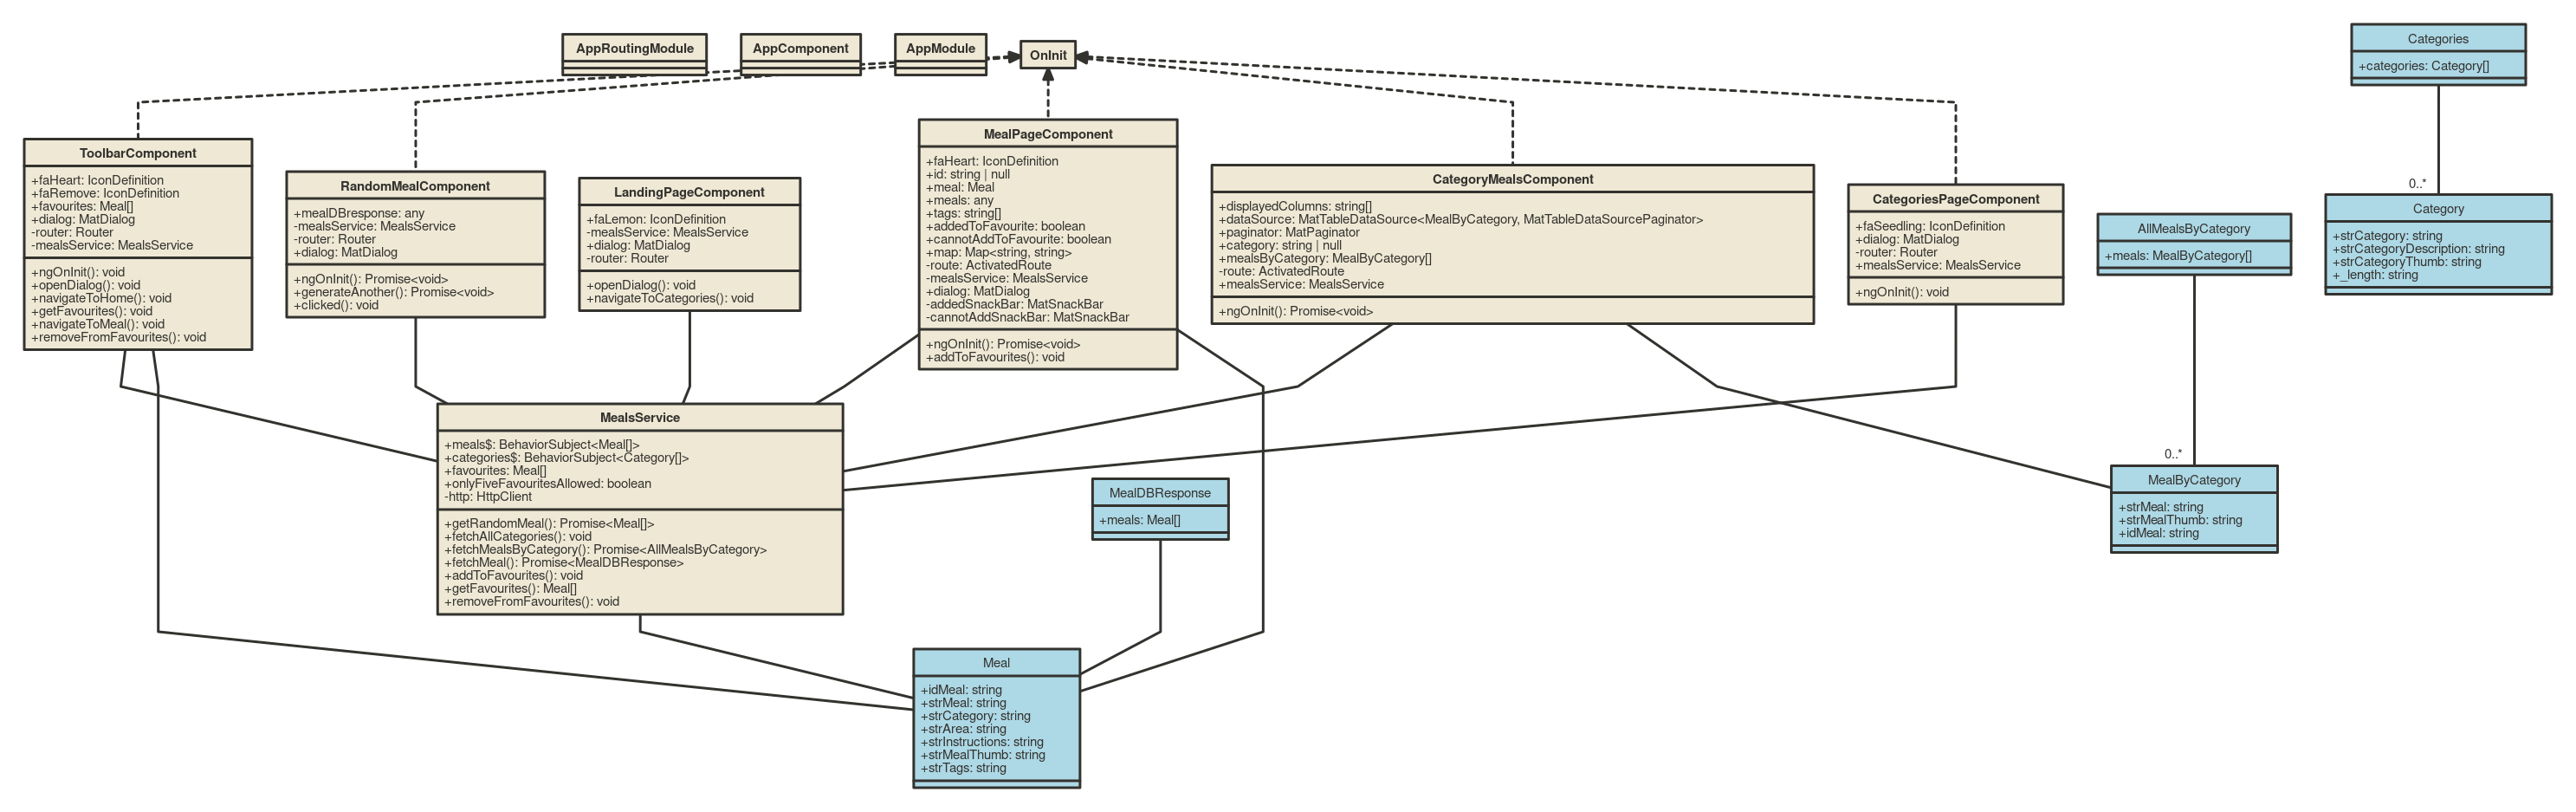 AppRoutingModule
AppComponent
AppModule
OnInit
Categories
+categories: Category[]
ToolbarComponent
+faHeart: IconDefinition
+faRemove: IconDefinition
+favourites: Meal[]
+dialog: MatDialog
-router: Router
-mealsService: MealsService
+ngOnInit(): void
+openDialog(): void
+navigateToHome(): void
+getFavourites(): void
+navigateToMeal(): void
+removeFromFavourites(): void
RandomMealComponent
+mealDBresponse: any
-mealsService: MealsService
-router: Router
+dialog: MatDialog
+ngOnInit(): Promise<void>
+generateAnother(): Promise<void>
+clicked(): void
LandingPageComponent
+faLemon: IconDefinition
-mealsService: MealsService
+dialog: MatDialog
-router: Router
+openDialog(): void
+navigateToCategories(): void
MealPageComponent
+faHeart: IconDefinition
+id: string | null
+meal: Meal
+meals: any
+tags: string[]
+addedToFavourite: boolean
+cannotAddToFavourite: boolean
+map: Map<string, string>
-route: ActivatedRoute
-mealsService: MealsService
+dialog: MatDialog
-addedSnackBar: MatSnackBar
-cannotAddSnackBar: MatSnackBar
+ngOnInit(): Promise<void>
+addToFavourites(): void
CategoryMealsComponent
+displayedColumns: string[]
+dataSource: MatTableDataSource<MealByCategory, MatTableDataSourcePaginator>
+paginator: MatPaginator
+category: string | null
+mealsByCategory: MealByCategory[]
-route: ActivatedRoute
+mealsService: MealsService
+ngOnInit(): Promise<void>
CategoriesPageComponent
+faSeedling: IconDefinition
+dialog: MatDialog
-router: Router
+mealsService: MealsService
+ngOnInit(): void
AllMealsByCategory
+meals: MealByCategory[]
0..*
Category
+strCategory: string
+strCategoryDescription: string
+strCategoryThumb: string
+_length: string
MealsService
+meals$: BehaviorSubject<Meal[]>
+categories$: BehaviorSubject<Category[]>
+favourites: Meal[]
+onlyFiveFavouritesAllowed: boolean
-http: HttpClient
+getRandomMeal(): Promise<Meal[]>
+fetchAllCategories(): void
+fetchMealsByCategory(): Promise<AllMealsByCategory>
+fetchMeal(): Promise<MealDBResponse>
+addToFavourites(): void
+getFavourites(): Meal[]
+removeFromFavourites(): void
MealDBResponse
+meals: Meal[]
0..*
MealByCategory
+strMeal: string
+strMealThumb: string
+idMeal: string
Meal
+idMeal: string
+strMeal: string
+strCategory: string
+strArea: string
+strInstructions: string
+strMealThumb: string
+strTags: string